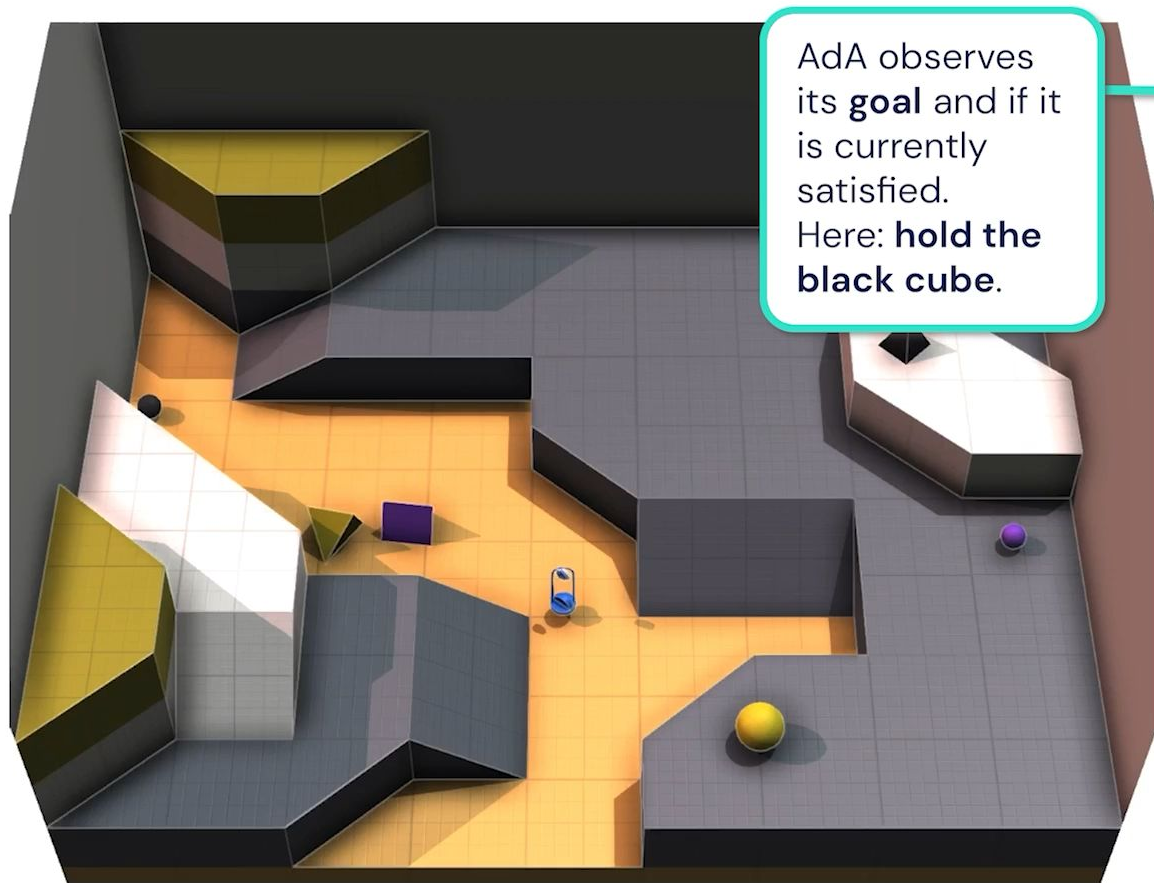 AdA observes
its goal and if it
is currently
satisfied.
Here: hold the
black cube.